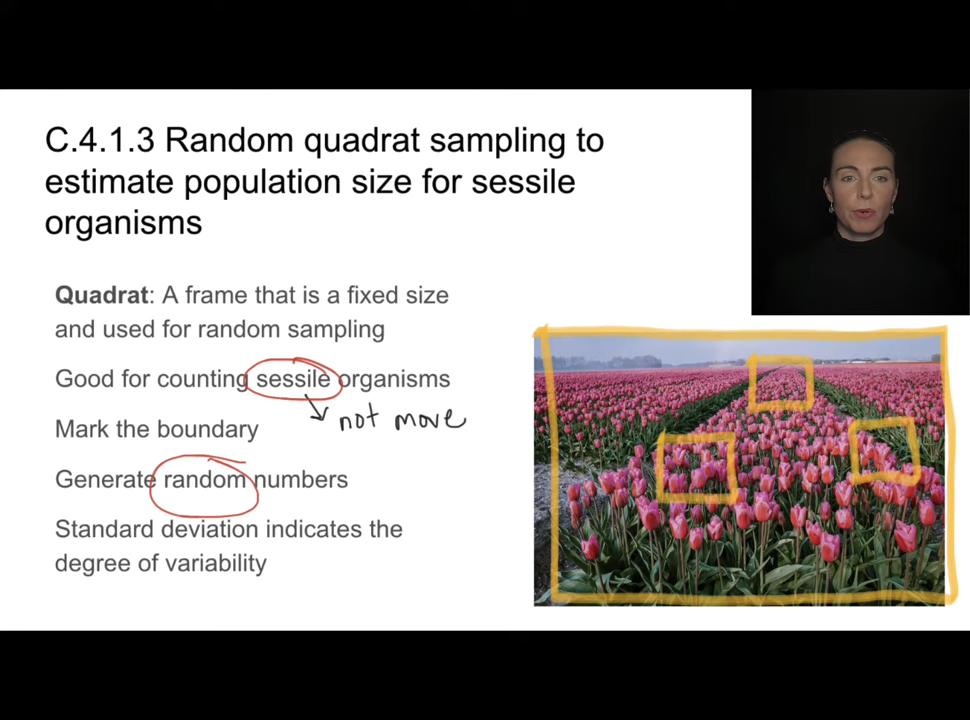 C.4.1.3 Random quadrat sampling to
estimate population size for sessile
organisms
Quadrat: A frame that is a fixed size
and used for random sampling
Good for counting sessile organisms
not move
Mark the boundary
Generate random numbers
Standard deviation indicates the
degree of variability